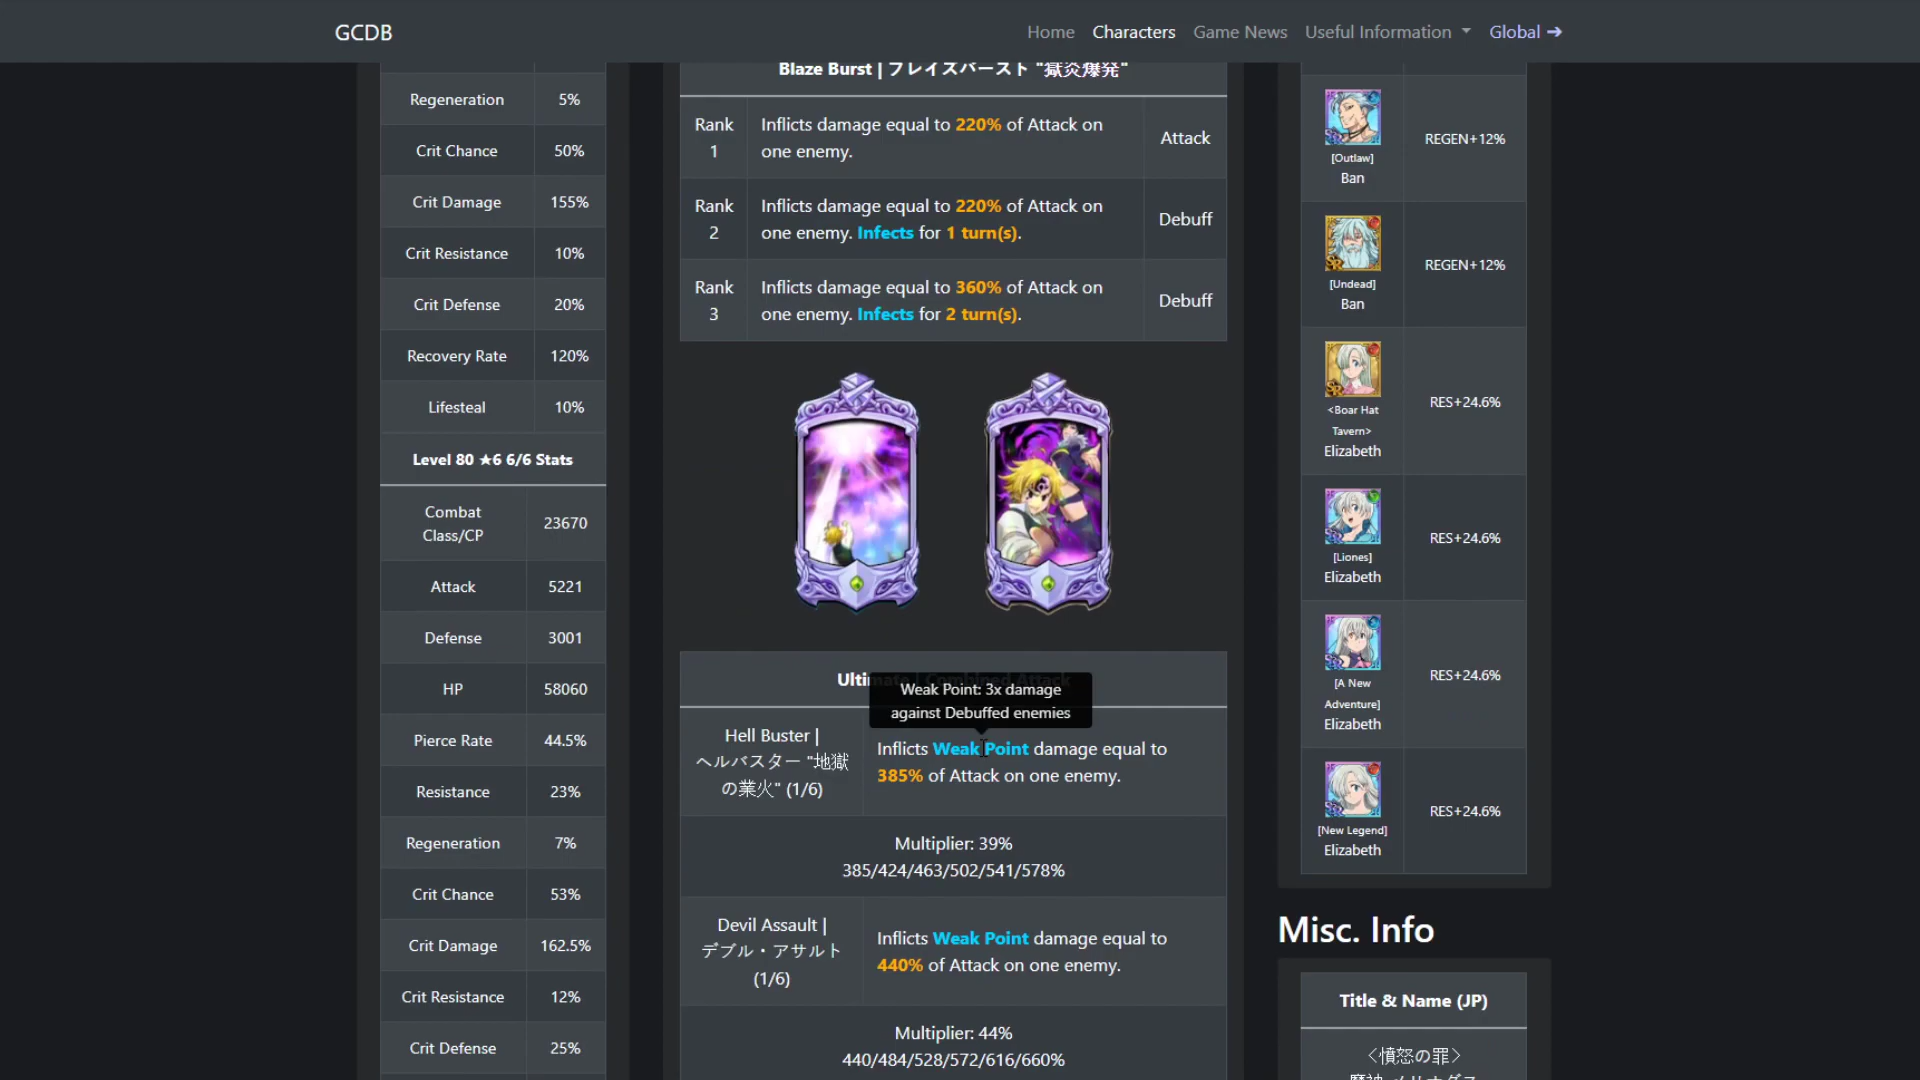 GCDB
Home
Characters
Game News
Useful Information
Global ➔
Regeneration 5%
Crit Chance 50%
Crit Damage 155%
Crit Resistance 10%
Crit Defense 20%
Recovery Rate 120%
Lifesteal 10%
Level 80 ★6 6/6 Stats
Combat
Class/CP 23670
Attack 5221
Defense 3001
HP 58060
Pierce Rate 44.5%
Resistance 23%
Regeneration 7%
Crit Chance 53%
Crit Damage 162.5%
Crit Resistance 12%
Crit Defense 25%
Blaze Burst | ブレイズバースト "獄炎爆発"
Rank
1
Inflicts damage equal to 220% of Attack on
one enemy.
Attack
Rank
2
Inflicts damage equal to 220% of Attack on
one enemy. Infects for 1 turn(s).
Debuff
Rank
3
Inflicts damage equal to 360% of Attack on
one enemy. Infects for 2 turn(s).
Debuff
Ultimate | Combined Attack
Weak Point: 3x damage
against Debuffed enemies
Hell Buster |
ヘルバスター "地獄
の業火" (1/6)
Inflicts Weak Point damage equal to
385% of Attack on one enemy.
Multiplier: 39%
385/424/463/502/541/578%
Devil Assault |
デブル・アサルト
(1/6)
Inflicts Weak Point damage equal to
440% of Attack on one enemy.
Multiplier: 44%
440/484/528/572/616/660%
[Outlaw]
Ban
REGEN+12%
SR
[Undead]
Ban
REGEN+12%
SR
<Boar Hat
Tavern>
Elizabeth
RES+24.6%
[Liones]
Elizabeth
RES+24.6%
[A New
Adventure]
Elizabeth
RES+24.6%
[New Legend]
Elizabeth
RES+24.6%
Misc. Info
Title & Name (JP)
〈憤怒の罪〉
魔神 メリオダス